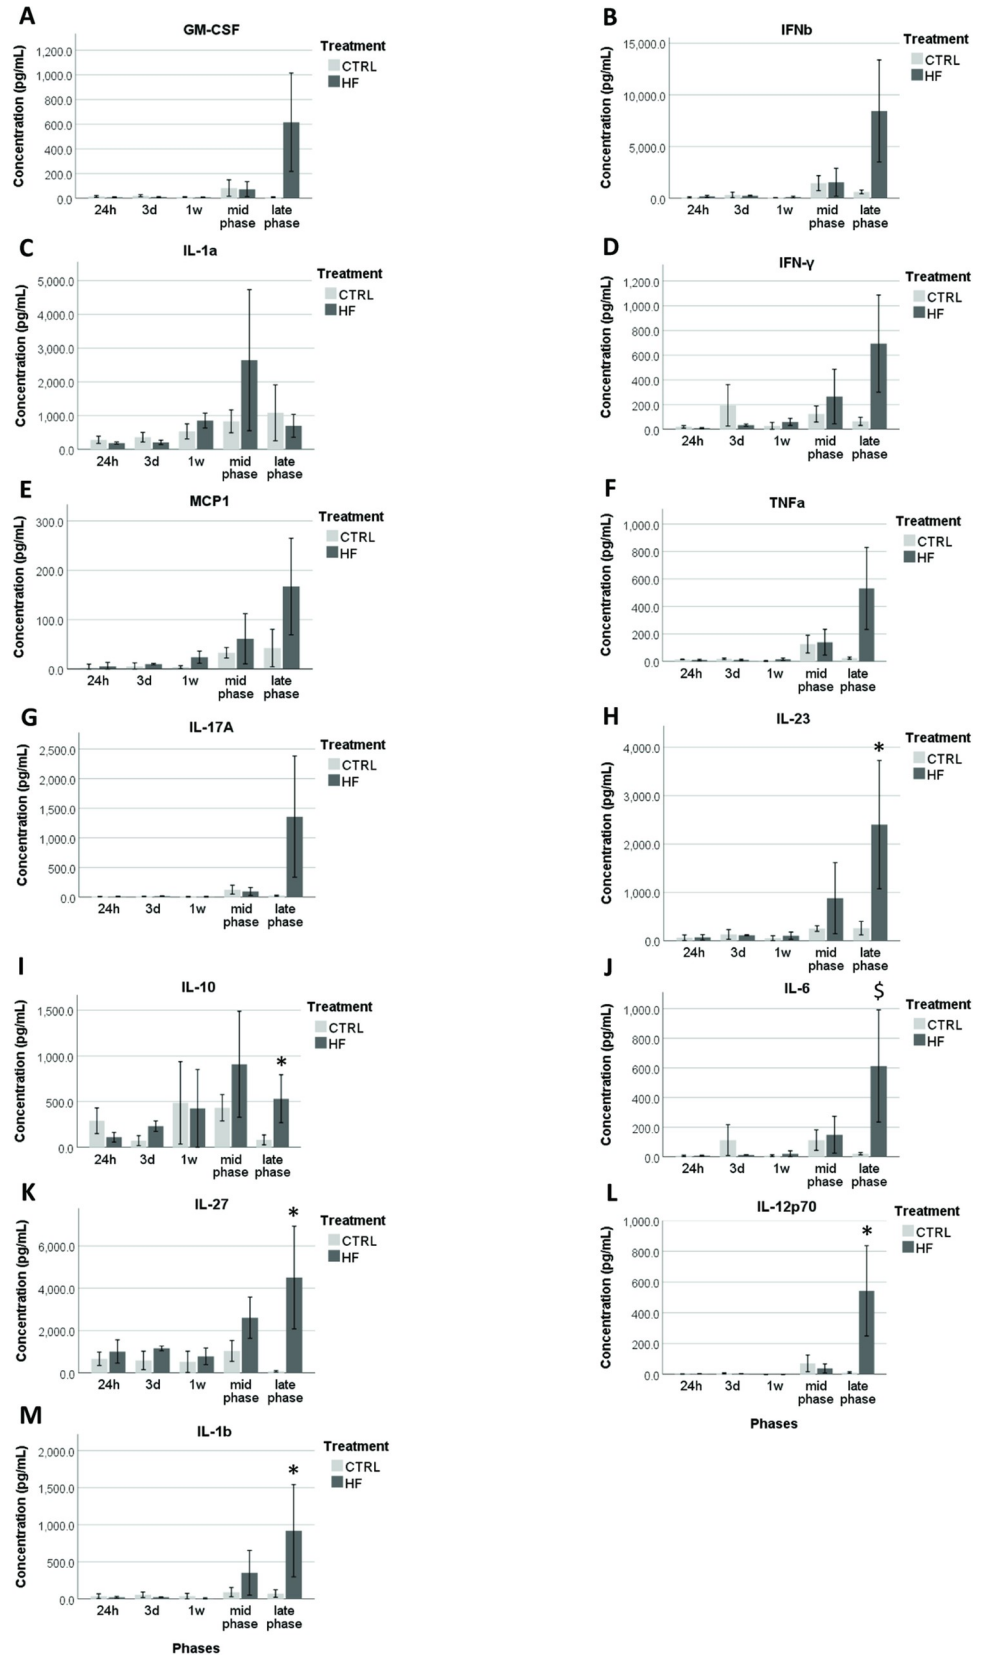 A
GM-CSF
Concentration (pg/mL)
1,200.0
1,000.0
800.0
600.0
400.0
200.0
0.0
24h 3d 1w mid phase late phase
Treatment
CTRL
HF
B
IFNb
Concentration (pg/mL)
15,000.0
10,000.0
5,000.0
0.0
24h 3d 1w mid phase late phase
Treatment
CTRL
HF
C
IL-1a
Concentration (pg/mL)
5,000.0
4,000.0
3,000.0
2,000.0
1,000.0
0.0
24h 3d 1w mid phase late phase
Treatment
CTRL
HF
D
IFN-γ
Concentration (pg/mL)
1,200.0
1,000.0
800.0
600.0
400.0
200.0
0.0
24h 3d 1w mid phase late phase
Treatment
CTRL
HF
E
MCP1
Concentration (pg/mL)
300.0
200.0
100.0
0.0
24h 3d 1w mid phase late phase
Treatment
CTRL
HF
F
TNFa
Concentration (pg/mL)
1,000.0
800.0
600.0
400.0
200.0
0.0
24h 3d 1w mid phase late phase
Treatment
CTRL
HF
G
IL-17A
Concentration (pg/mL)
2,500.0
2,000.0
1,500.0
1,000.0
500.0
0.0
24h 3d 1w mid phase late phase
Treatment
CTRL
HF
H
IL-23
Concentration (pg/mL)
4,000.0
3,000.0
2,000.0
1,000.0
0.0
*
24h 3d 1w mid phase late phase
Treatment
CTRL
HF
I
IL-10
Concentration (pg/mL)
1,500.0
1,000.0
500.0
0.0
*
24h 3d 1w mid phase late phase
Treatment
CTRL
HF
J
IL-6
Concentration (pg/mL)
1,000.0
800.0
600.0
400.0
200.0
0.0
$
24h 3d 1w mid phase late phase
Treatment
CTRL
HF
K
IL-27
Concentration (pg/mL)
6,000.0
4,000.0
2,000.0
0.0
*
24h 3d 1w mid phase late phase
Treatment
CTRL
HF
L
IL-12p70
Concentration (pg/mL)
1,000.0
800.0
600.0
400.0
200.0
0.0
*
24h 3d 1w mid phase late phase
Phases
Treatment
CTRL
HF
M
IL-1b
Concentration (pg/mL)
2,000.0
1,500.0
1,000.0
500.0
0.0
*
24h 3d 1w mid phase late phase
Phases
Treatment
CTRL
HF